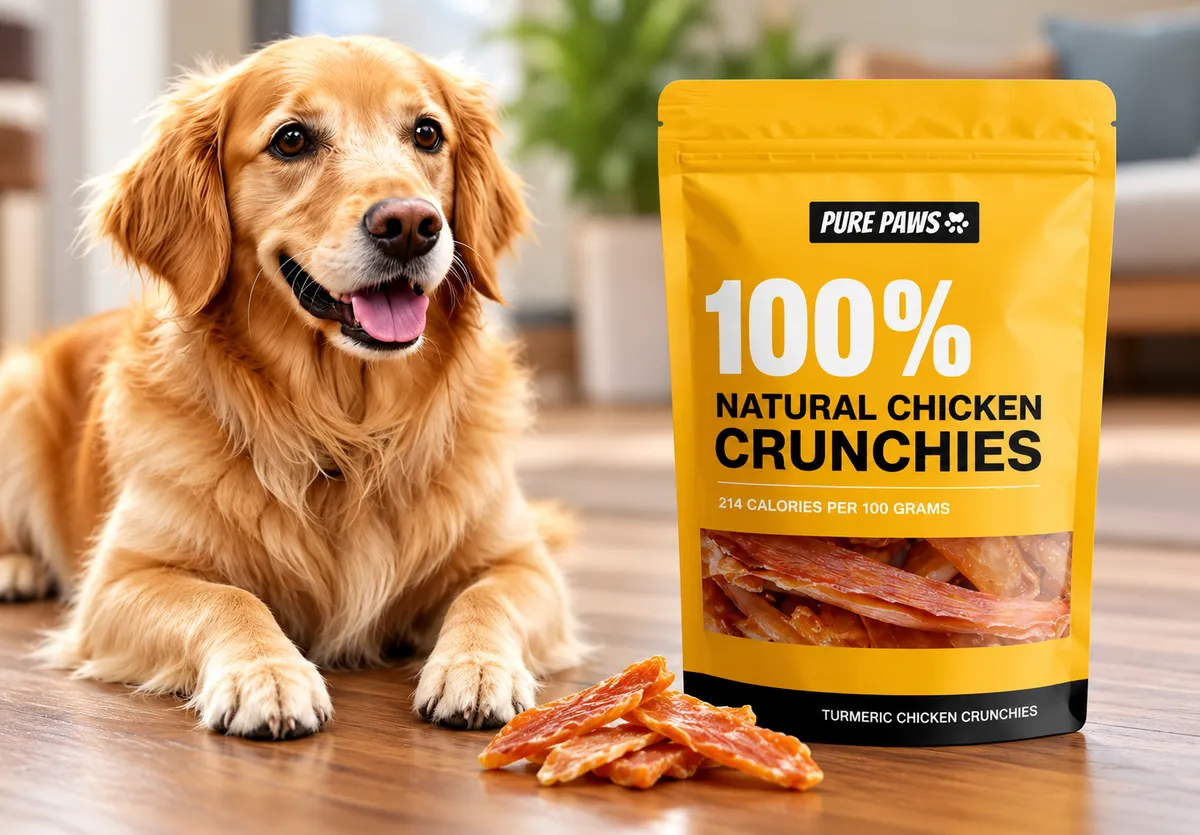 PURE PAWS
100%
NATURAL CHICKEN
CRUNCHIES
214 CALORIES PER 100 GRAMS
TURMERIC CHICKEN CRUNCHIES